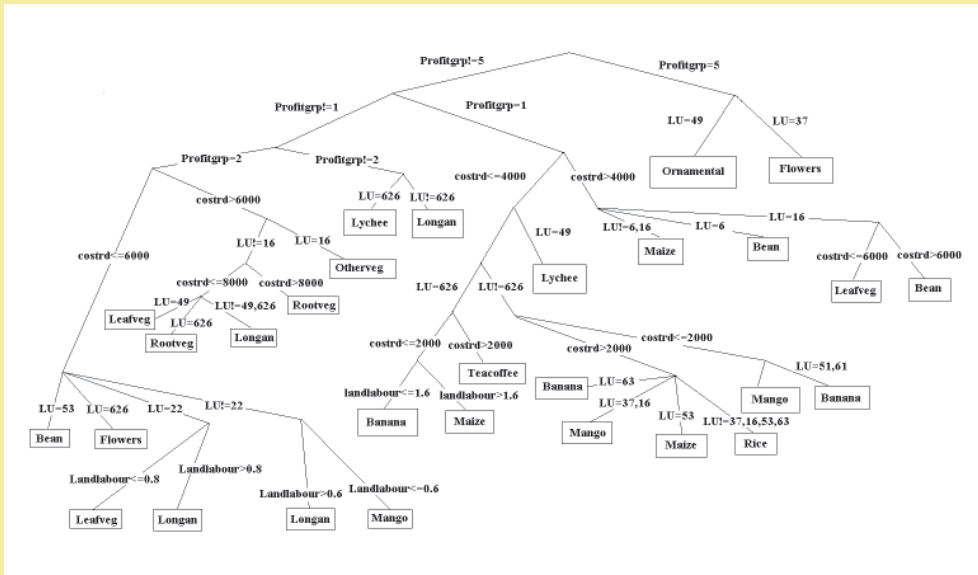 Profitgrp!=5
Profitgrp=5
Profitgrp!=1
Profitgrp=1
LU=49
LU=37
Ornamental
Flowers
Profitgrp=2
Profitgrp!=2
costrd<=4000
costrd>4000
costrd>6000
LU=626
LU!=626
Lychee
Longan
LU!=6,16
LU=6
LU=16
Maize
Bean
costrd<=6000
LU!=16
LU=16
Otherveg
LU=49
Lychee
costrd<=6000
costrd>6000
Leafveg
Bean
costrd<=8000
costrd>8000
LU=626
LU!=626
LU=49
LU!=49,626
Rootveg
Leafveg
LU=626
Rootveg
Longan
costrd<=2000
costrd>2000
Teacoffee
costrd>2000
costrd<=2000
landlabour<=1.6
landlabour>1.6
Banana
Maize
Banana
LU=63
LU=37,16
LU=53
LU!=37,16,53,63
Mango
Maize
Rice
LU=51,61
Mango
Banana
LU=53
LU=626
LU=22
LU!=22
Bean
Flowers
Landlabour<=0.8
Landlabour>0.8
Landlabour>0.6
Landlabour<=0.6
Leafveg
Longan
Longan
Mango